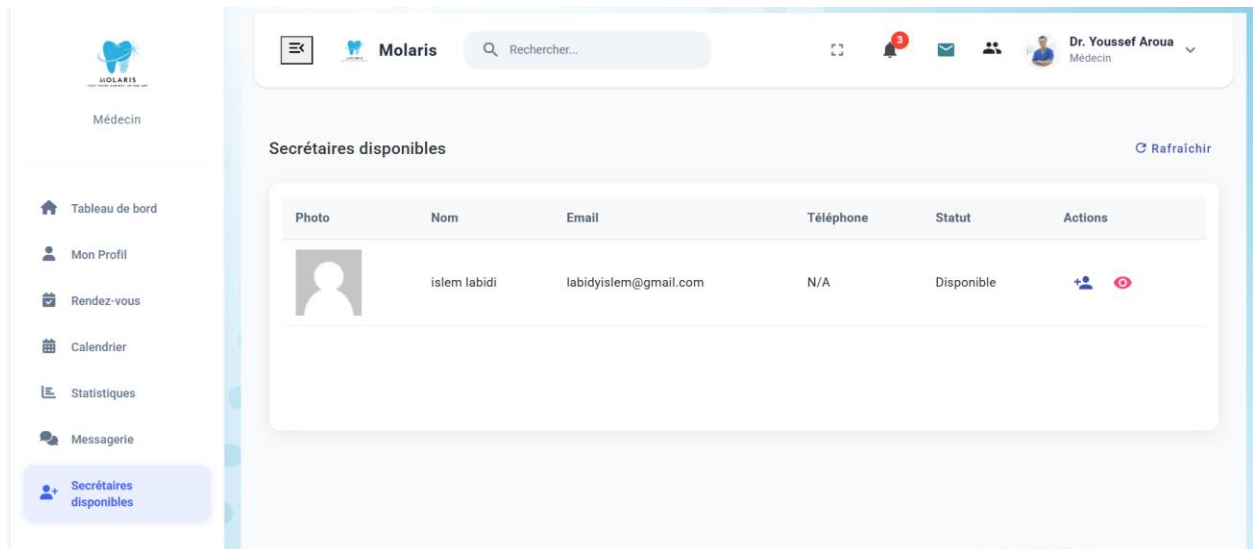 MOLARIS
Médecin
Tableau de bord
Mon Profil
Rendez-vous
Calendrier
Statistiques
Messagerie
Secrétaires
disponibles
Molaris
Rechercher...
3
Dr. Youssef Aroua
Médecin
Secrétaires disponibles
Rafraîchir
Photo Nom Email Téléphone Statut Actions
islem labidi labidyislem@gmail.com N/A Disponible